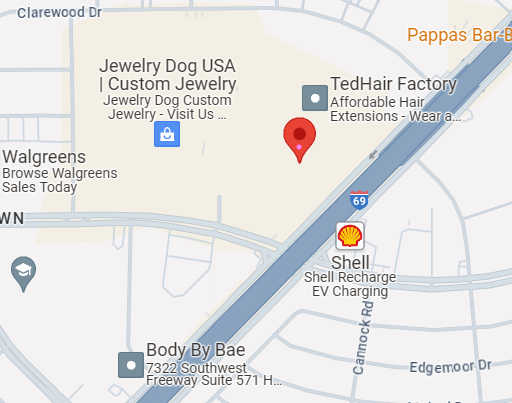 Clarewood Dr
Pappas Bar-B
Jewelry Dog USA
| Custom Jewelry
Jewelry Dog Custom
Jewelry - Visit Us ...
TedHair Factory
Affordable Hair
Extensions - Wear a...
Walgreens
Browse Walgreens
Sales Today
WN
69
Shell
Shell Recharge
EV Charging
Cannock Rd
Edgemoor Dr
Body By Bae
7322 Southwest
Freeway Suite 571 H...